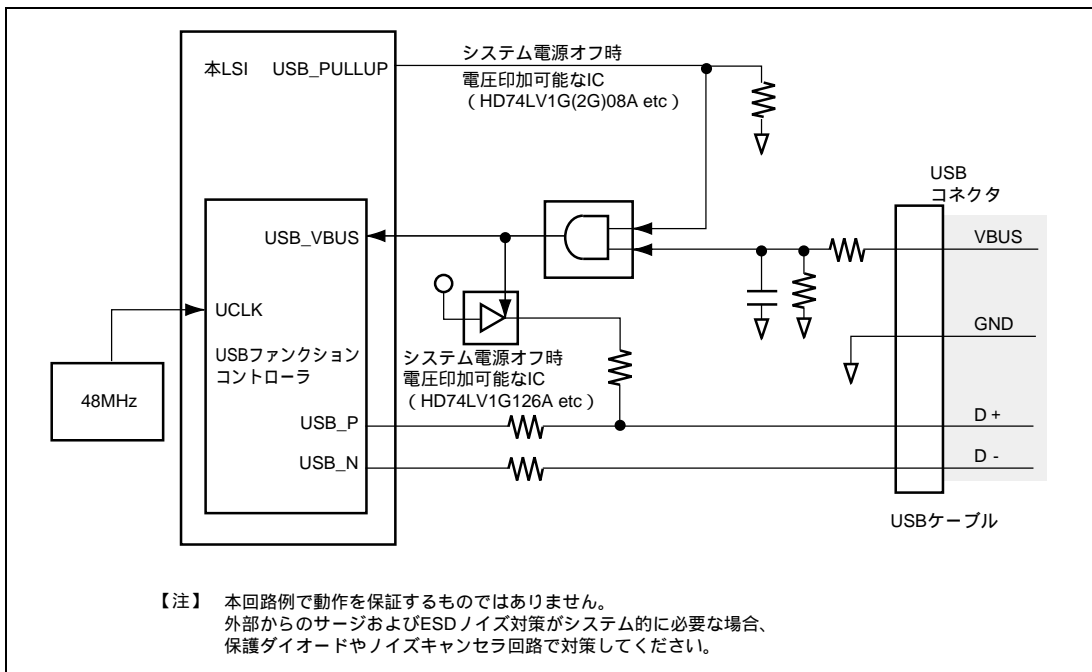 システム電源オフ時
本LSI USB_PULLUP
電圧印加可能なIC
（HD74LV1G(2G)08A etc）
USB
コネクタ
USB_VBUS
VBUS
UCLK
GND
USBファンクション
コントローラ
システム電源オフ時
電圧印加可能なIC
（HD74LV1G126A etc）
48MHz
USB_P
D +
USB_N
D -
USBケーブル
【注】 本回路例で動作を保証するものではありません。
外部からのサージおよびESDノイズ対策がシステム的に必要な場合、
保護ダイオードやノイズキャンセラ回路で対策してください。